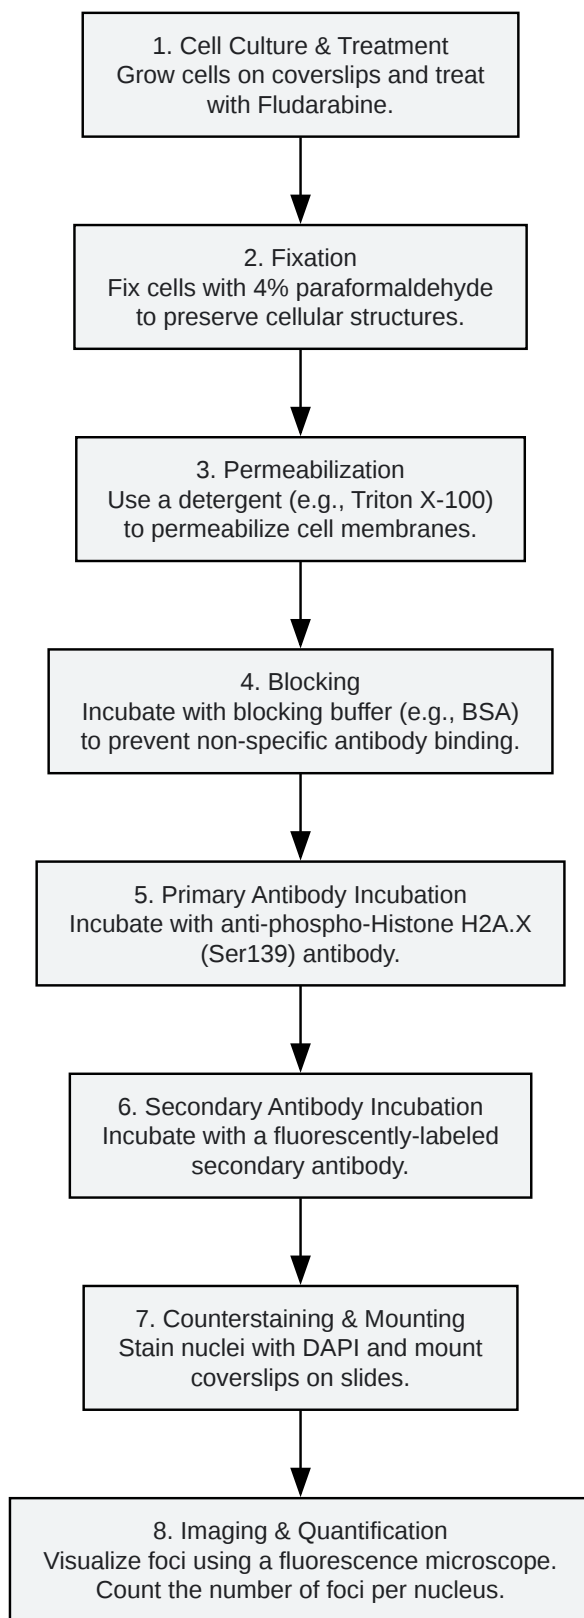 1. Cell Culture & Treatment
Grow cells on coverslips and treat
with Fludarabine.
2. Fixation
Fix cells with 4% paraformaldehyde
to preserve cellular structures.
3. Permeabilization
Use a detergent (e.g., Triton X-100)
to permeabilize cell membranes.
4. Blocking
Incubate with blocking buffer (e.g., BSA)
to prevent non-specific antibody binding.
5. Primary Antibody Incubation
Incubate with anti-phospho-Histone H2A.X
(Ser139) antibody.
6. Secondary Antibody Incubation
Incubate with a fluorescently-labeled
secondary antibody.
7. Counterstaining & Mounting
Stain nuclei with DAPI and mount
coverslips on slides.
8. Imaging & Quantification
Visualize foci using a fluorescence microscope.
Count the number of foci per nucleus.